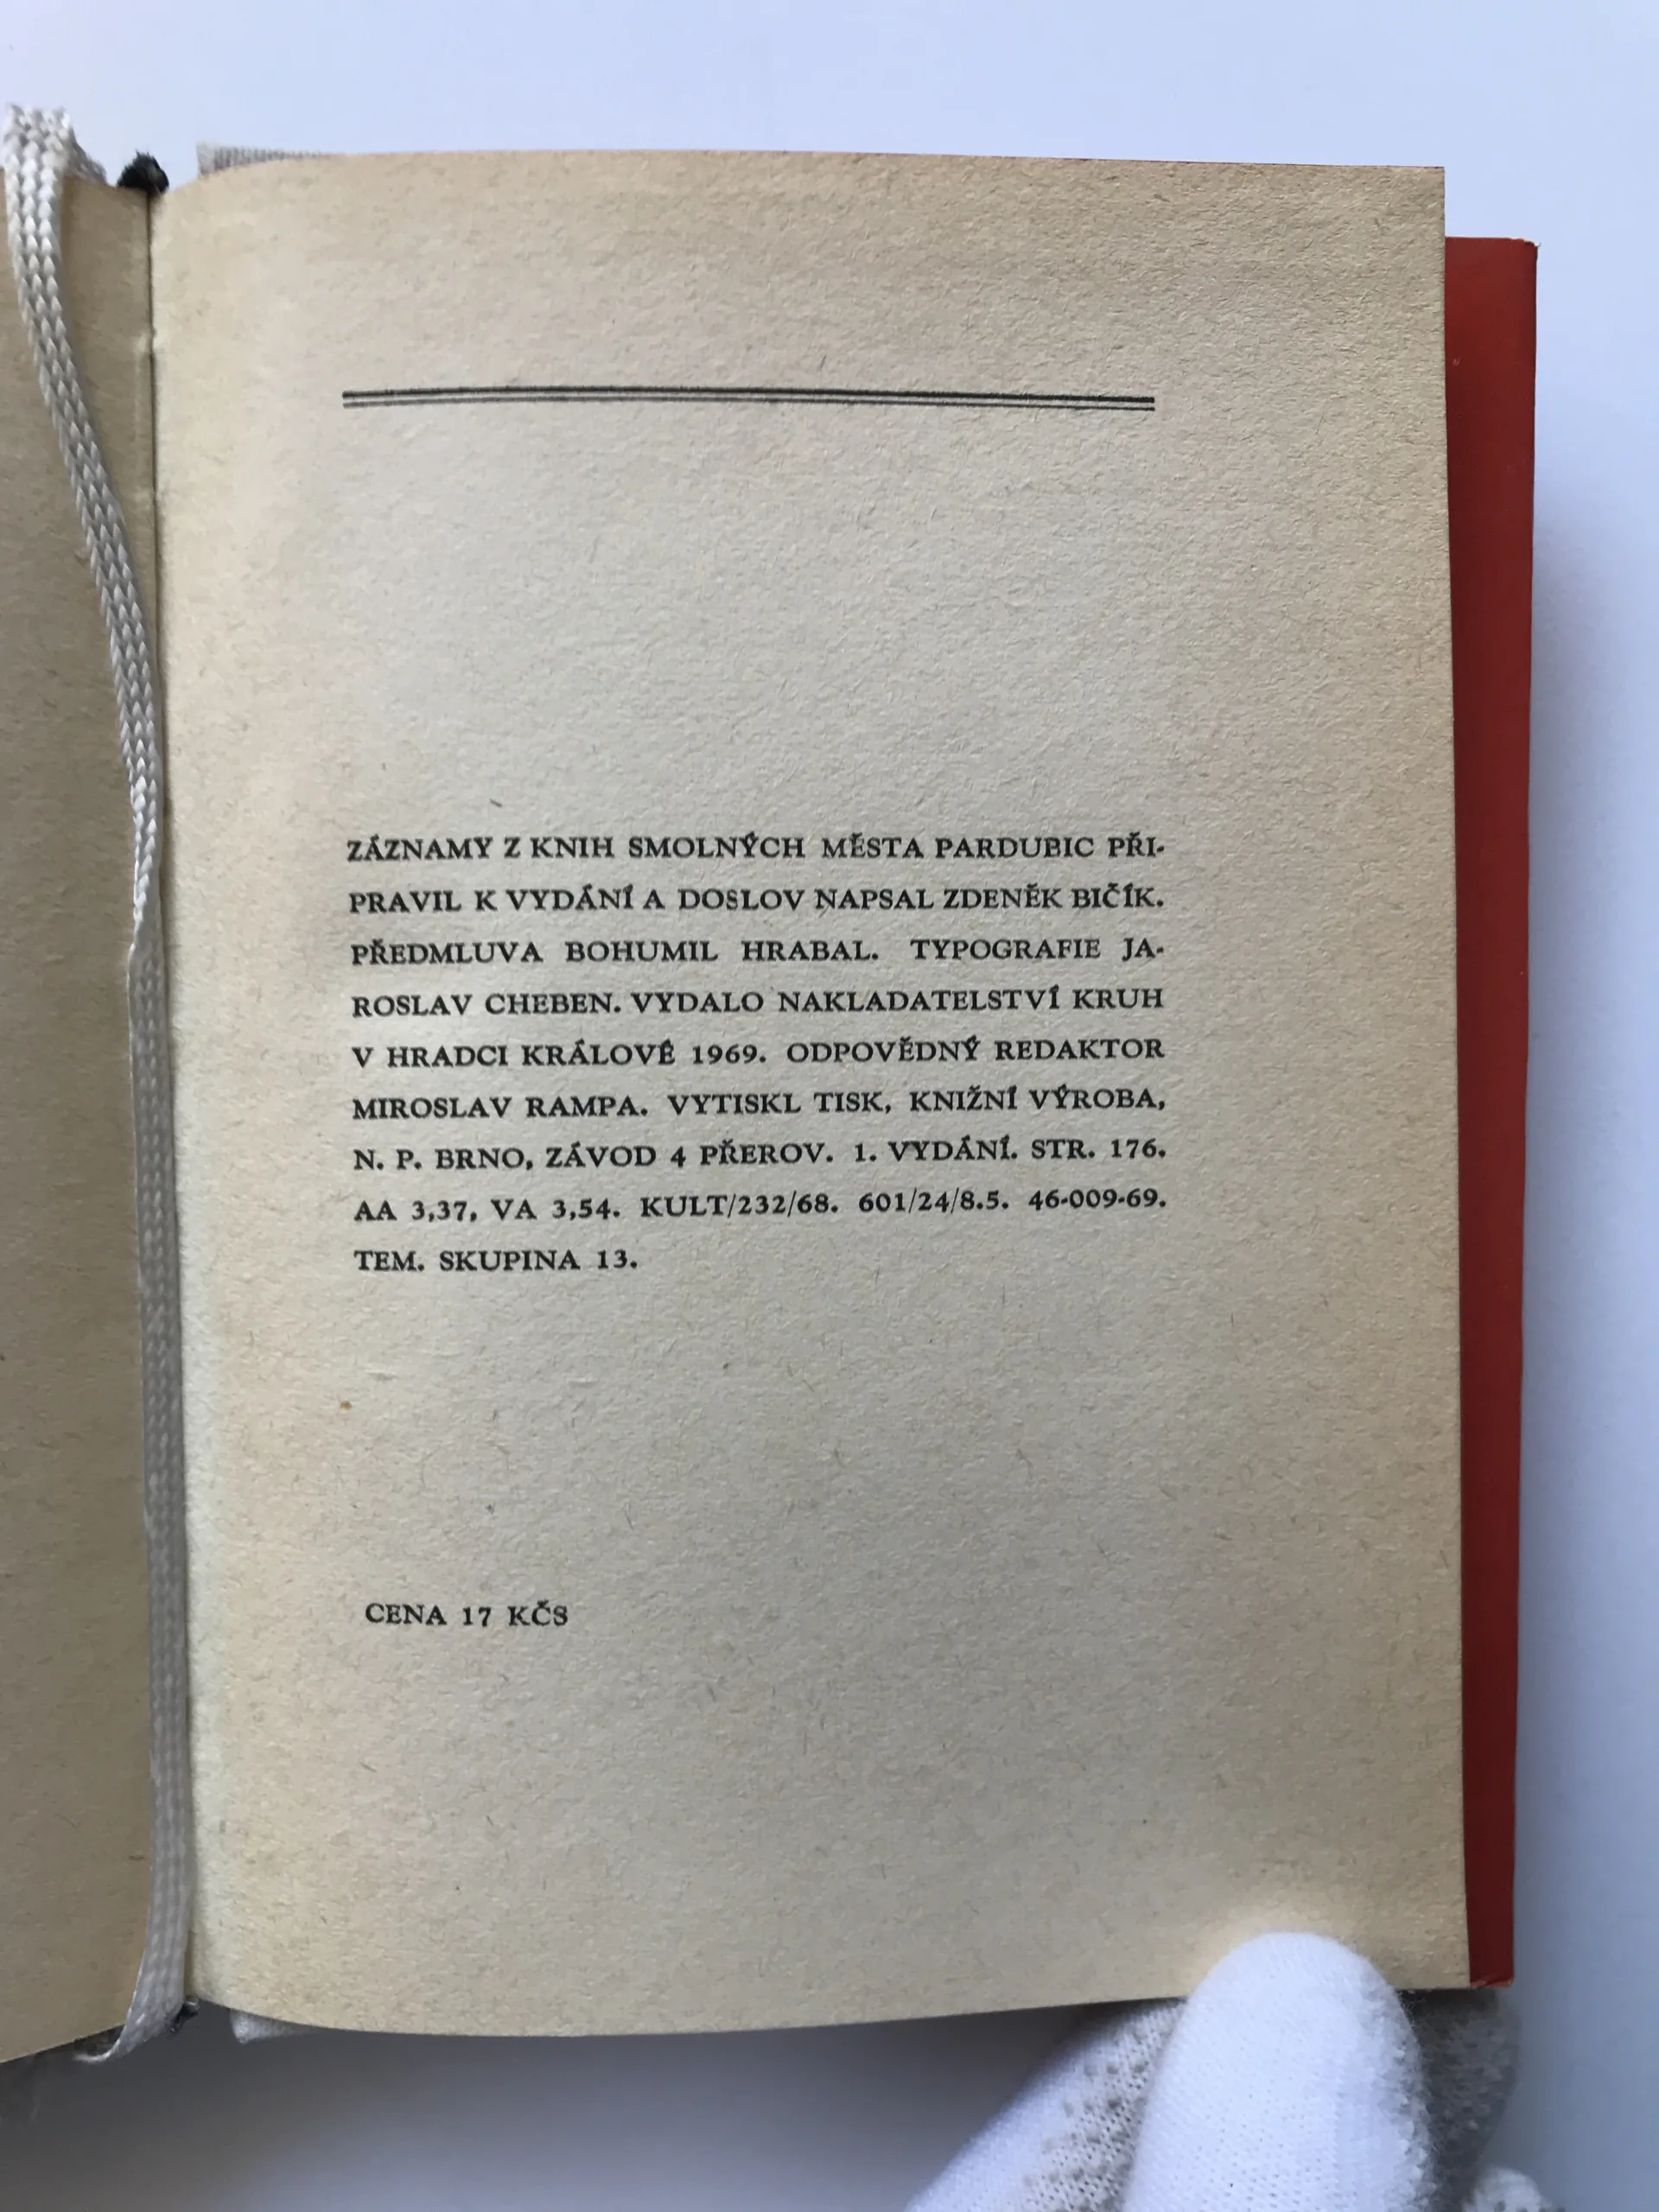 ZÁZNAMY Z KNIH SMOLNÝCH MĚSTA PARDUBIC PŘI-
PRAVIL K VYDÁNÍ A DOSLOV NAPSAL ZDENĚK BIČÍK.
PŘEDMLUVA BOHUMIL HRABAL. TYPOGRAFIE JA-
ROSLAV CHEBEN. VYDALO NAKLADATELSTVÍ KRUH
V HRADCI KRÁLOVÉ 1969. ODPOVĚDNÝ REDAKTOR
MIROSLAV RAMPA. VYTISKL TISK, KNIŽNÍ VÝROBA,
N. P. BRNO, ZÁVOD 4 PŘEROV. 1. VYDÁNÍ. STR. 176.
AA 3,37, VA 3,54. KULT/232/68. 601/24/8.5. 46-009-69.
TEM. SKUPINA 13.
CENA 17 KČS